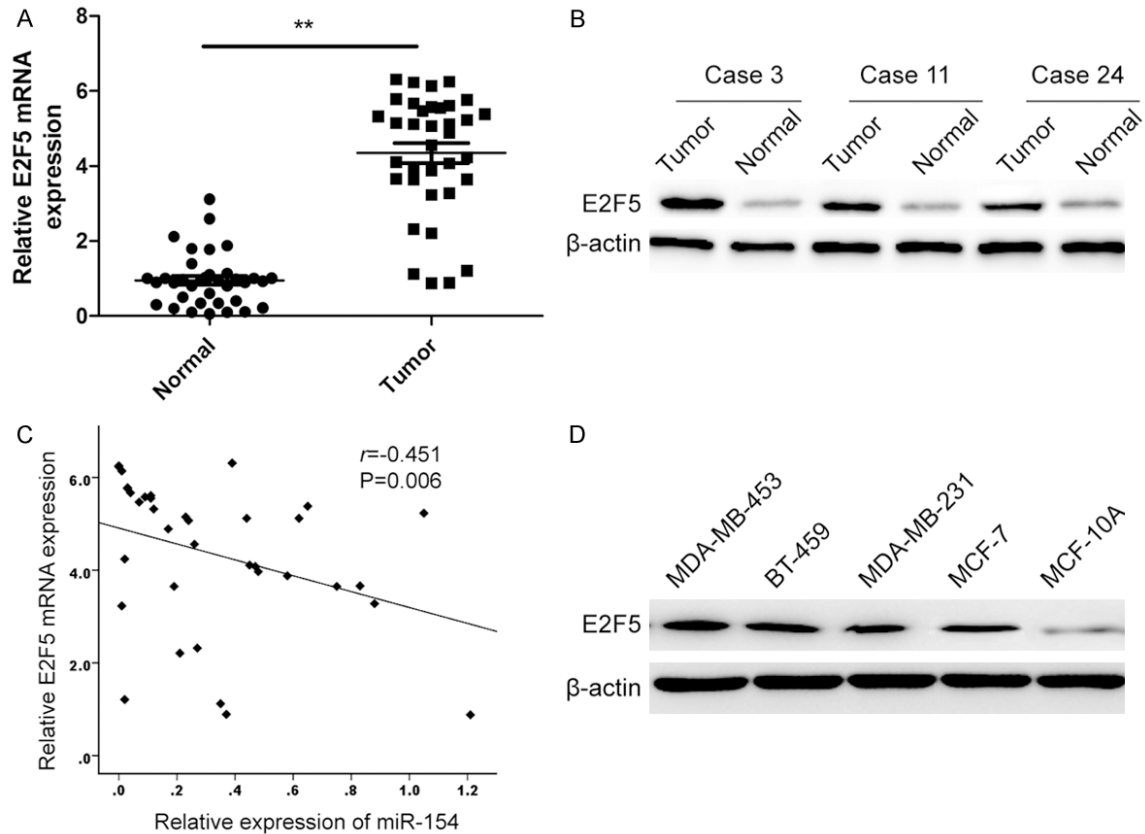 A
Relative E2F5 mRNA
expression
8
6
4
2
0
**
Normal
Tumor
B
Case 3
Case 11
Case 24
Tumor
Normal
Tumor
Normal
Tumor
Normal
E2F5
β-actin
C
Relative E2F5 mRNA expression
6.0
4.0
2.0
.0
r=-0.451
P=0.006
.0 .2 .4 .6 .8 1.0 1.2
Relative expression of miR-154
D
MDA-MB-453
BT-459
MDA-MB-231
MCF-7
MCF-10A
E2F5
β-actin